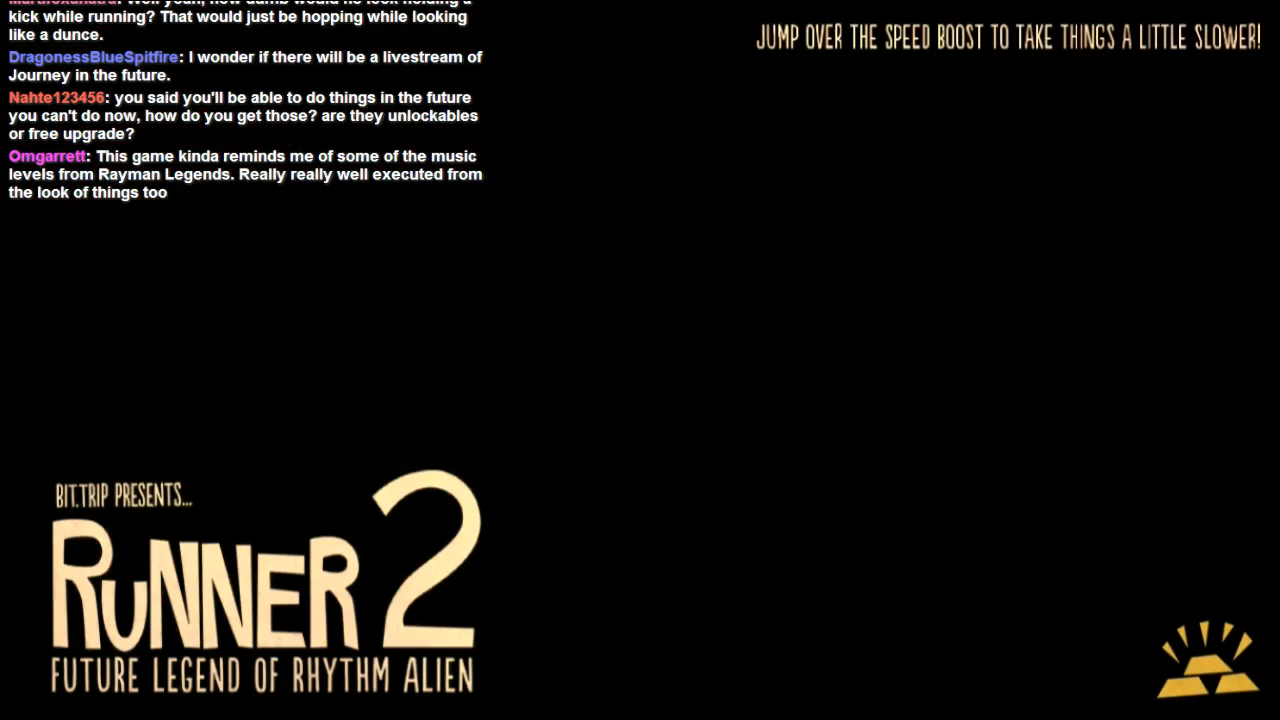 kick while running? That would just be hopping while looking
like a dunce.
DragonessBlueSpitfire: I wonder if there will be a livestream of
Journey in the future.
Nahte123456: you said you'll be able to do things in the future
you can't do now, how do you get those? are they unlockables
or free upgrade?
Omgarrett: This game kinda reminds me of some of the music
levels from Rayman Legends. Really really well executed from
the look of things too
JUMP OVER THE SPEED BOOST TO TAKE THINGS A LITTLE SLOWER!
BIT.TRIP PRESENTS...
RUNNER 2
FUTURE LEGEND OF RHYTHM ALIEN